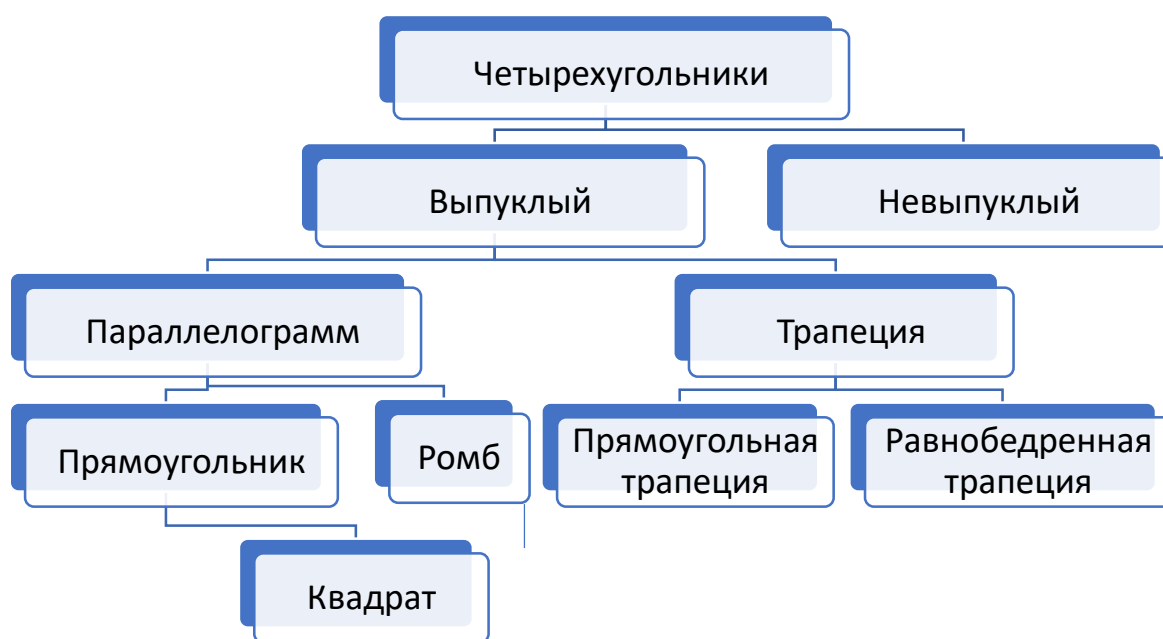 Четырехугольники
Выпуклый
Невыпуклый
Параллелограмм
Трапеция
Прямоугольник
Ромб
Прямоугольная
трапеция
Равнобедренная
трапеция
Квадрат